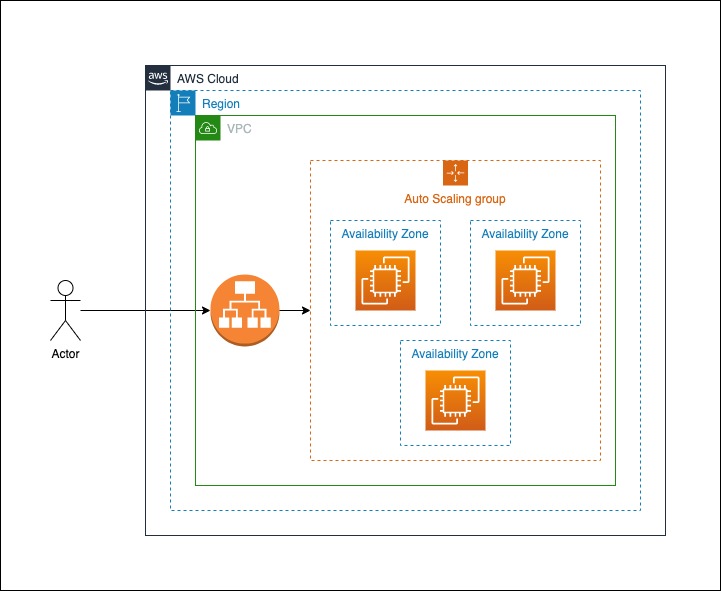 aws
AWS Cloud
Region
VPC
Auto Scaling group
Availability Zone
Availability Zone
Availability Zone
Actor